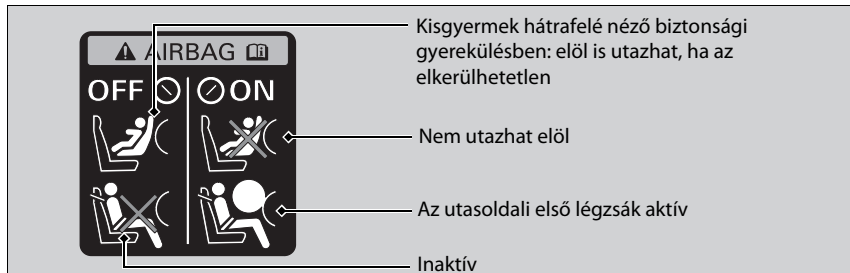 AIRBAG
OFF ON
Kisgyermek hátrafelé néző biztonsági
gyerekülésben: elöl is utazhat, ha az
elkerülhetetlen
Nem utazhat elöl
Az utasoldali első légzsák aktív
Inaktív